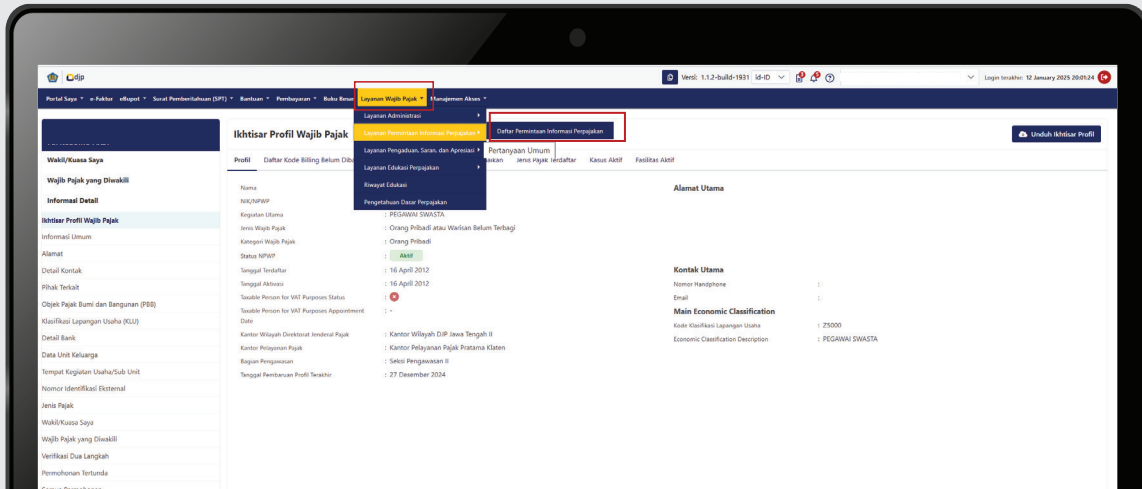 djp
Versi: 1.1.2-build-1931 id-ID
Login terakhir: 12 January 2025 20:01:24
Portal Saya e-Faktur eBupot Surat Pemberitahuan (SPT) Bantuan Pembayaran Buku Besar Layanan Wajib Pajak Manajemen Akses
Layanan Administrasi
Layanan Permintaan Informasi Perpajakan
Daftar Permintaan Informasi Perpajakan
Layanan Pengaduan, Saran, dan Apresiasi
Pertanyaan Umum
Layanan Edukasi Perpajakan
Riwayat Edukasi
Pengetahuan Dasar Perpajakan
Wakil/Kuasa Saya
Wajib Pajak yang Diwakili
Informasi Detail
Ikhtisar Profil Wajib Pajak
Informasi Umum
Alamat
Detail Kontak
Pihak Terkait
Objek Pajak Bumi dan Bangunan (PBB)
Klasifikasi Lapangan Usaha (KLU)
Detail Bank
Data Unit Keluarga
Tempat Kegiatan Usaha/Sub Unit
Nomor Identifikasi Eksternal
Jenis Pajak
Wakil/Kuasa Saya
Wajib Pajak yang Diwakili
Verifikasi Dua Langkah
Permohonan Tertunda
Ikhtisar Profil Wajib Pajak
Unduh Ikhtisar Profil
Profil Daftar Kode Billing Belum Jenis Pajak Terdaftar Kasus Aktif Fasilitas Aktif
Nama
NIK/NPWP
Kegiatan Utama : PEGAWAI SWASTA
Jenis Wajib Pajak : Orang Pribadi atau Warisan Belum Terbagi
Kategori Wajib Pajak : Orang Pribadi
Status NPWP : Aktif
Tanggal Terdaftar : 16 April 2012
Tanggal Aktivasi : 16 April 2012
Taxable Person for VAT Purposes Status :
Taxable Person for VAT Purposes Appointment : -
Date
Kantor Wilayah Direktorat Jenderal Pajak : Kantor Wilayah DJP Jawa Tengah II
Kantor Pelayanan Pajak : Kantor Pelayanan Pajak Pratama Klaten
Bagian Pengawasan : Seksi Pengawasan II
Tanggal Pembaruan Profil Terakhir : 27 Desember 2024
Alamat Utama
Kontak Utama
Nomor Handphone :
Email :
Main Economic Classification
Kode Klasifikasi Lapangan Usaha : Z5000
Economic Classification Description : PEGAWAI SWASTA